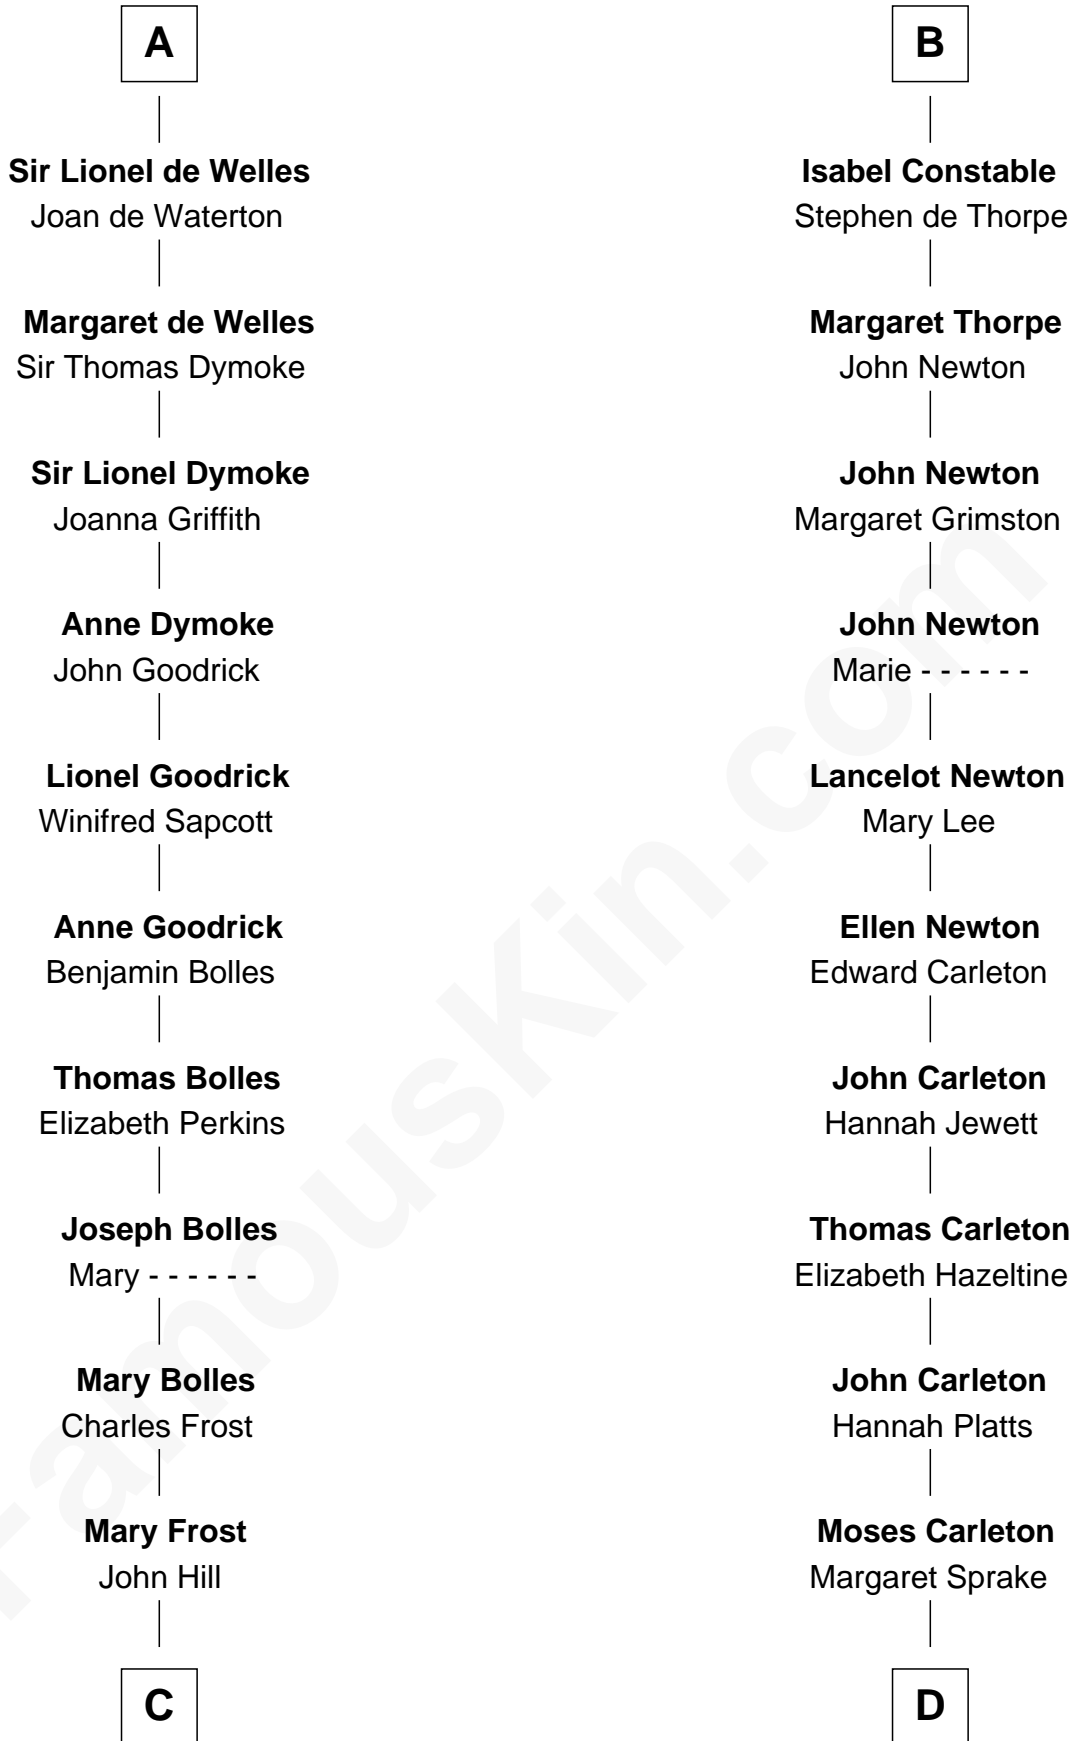 A
Sir Lionel de Welles
Joan de Waterton
Margaret de Welles
Sir Thomas Dymoke
Sir Lionel Dymoke
Joanna Griffith
Anne Dymoke
John Goodrick
Lionel Goodrick
Winifred Sapcott
Anne Goodrick
Benjamin Bolles
Thomas Bolles
Elizabeth Perkins
Joseph Bolles
Mary - - - - - -
Mary Bolles
Charles Frost
Mary Frost
John Hill
C
B
Isabel Constable
Stephen de Thorpe
Margaret Thorpe
John Newton
John Newton
Margaret Grimston
John Newton
Marie - - - - - -
Lancelot Newton
Mary Lee
Ellen Newton
Edward Carleton
John Carleton
Hannah Jewett
Thomas Carleton
Elizabeth Hazeltine
John Carleton
Hannah Platts
Moses Carleton
Margaret Sprake
D
FamousKin.com